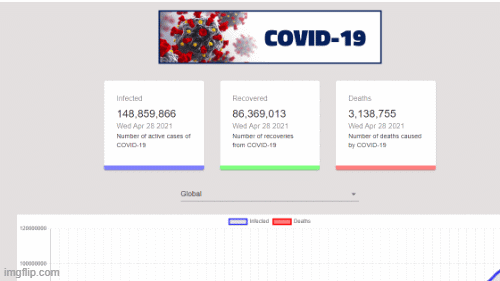 COVID-19
Infected
148,859,866
Wed Apr 28 2021
Number of active cases of
COVID-19
Recovered
86,369,013
Wed Apr 28 2021
Number of recoveries
from COVID-19
Deaths
3,138,755
Wed Apr 28 2021
Number of deaths caused
by COVID-19
Global
Infected
Deaths
120000000
100000000
imgflip.com